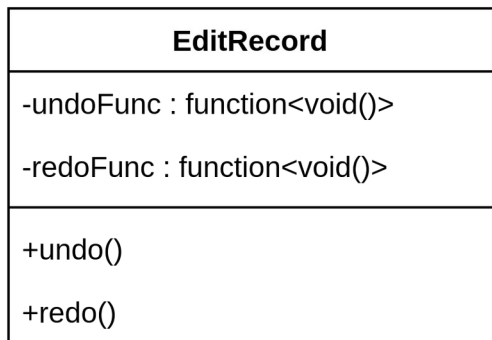 EditRecord
-undoFunc : function<void()>
-redoFunc : function<void()>
+undo()
+redo()